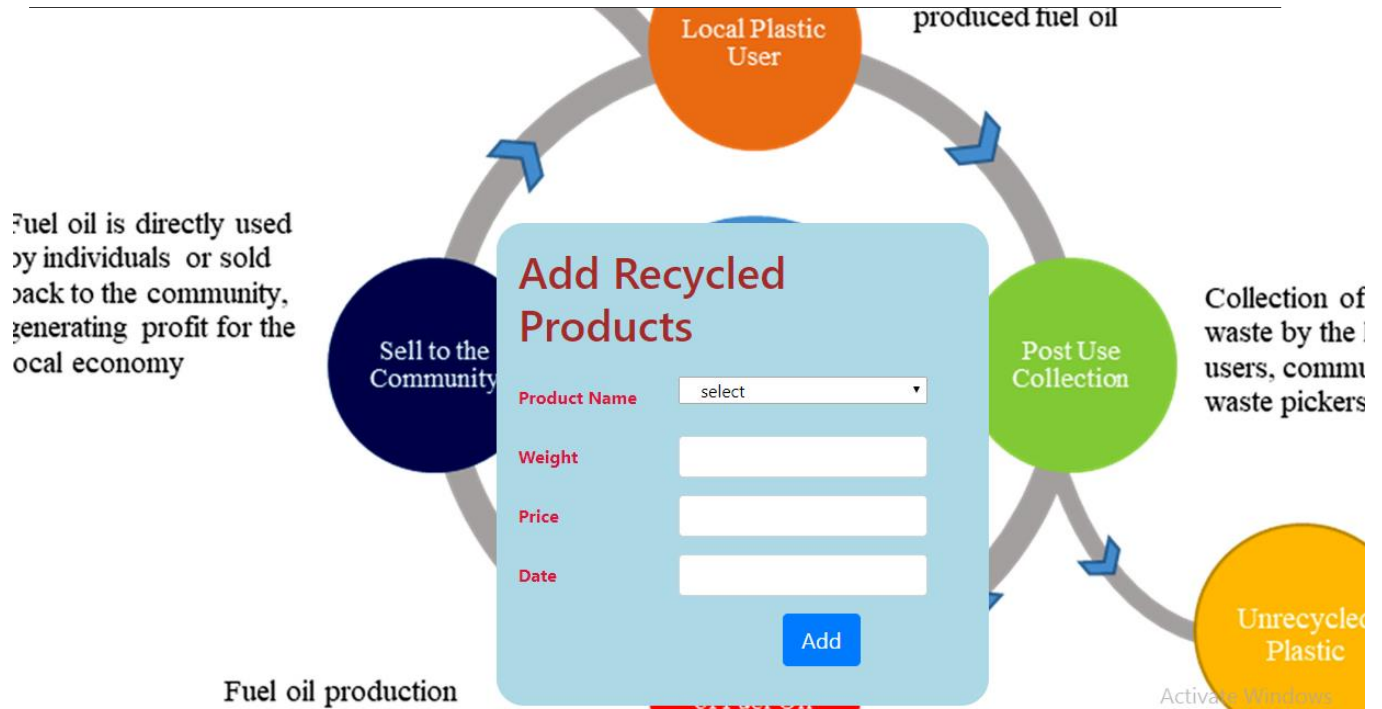 produced fuel oil
Local Plastic
User
Fuel oil is directly used
by individuals or sold
back to the community,
generating profit for the
local economy
Sell to the
Community
Add Recycled
Products
Product Name
select
Weight
Price
Date
Add
Post Use
Collection
Collection of
waste by the
users,
waste pickers
Unrecycled
Plastic
Fuel oil production
Activate Windows